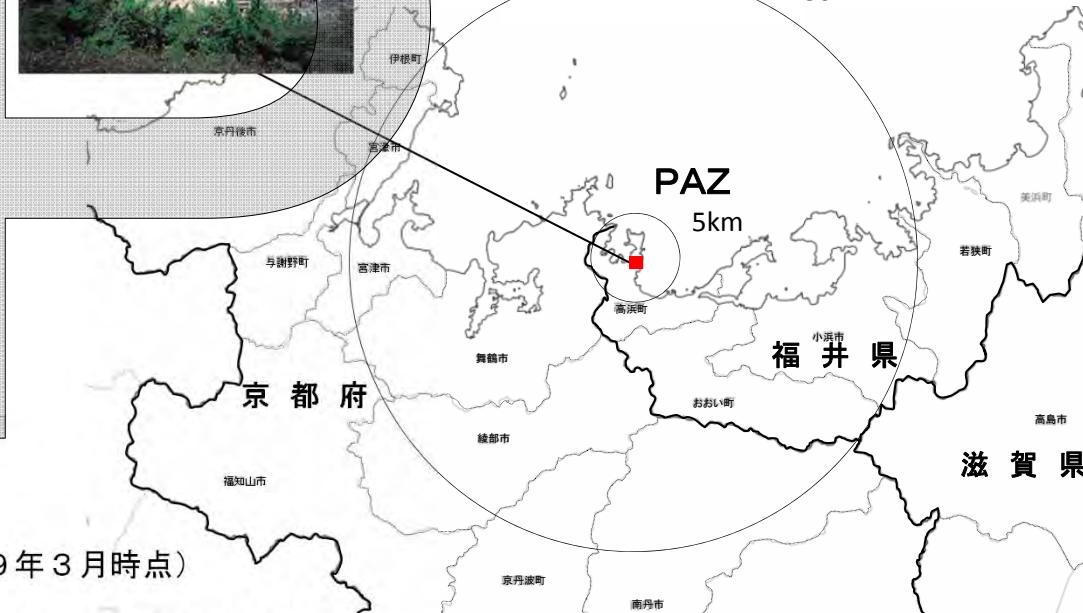 伊根町
京丹後市
宮津市
PAZ
5km
美浜町
若狭町
与謝野町
宮津市
高浜町
小浜市
舞鶴市
福井県
京都府
おおい町
高島市
綾部市
滋賀県
福知山市
年３月時点）
京丹波町
南丹市